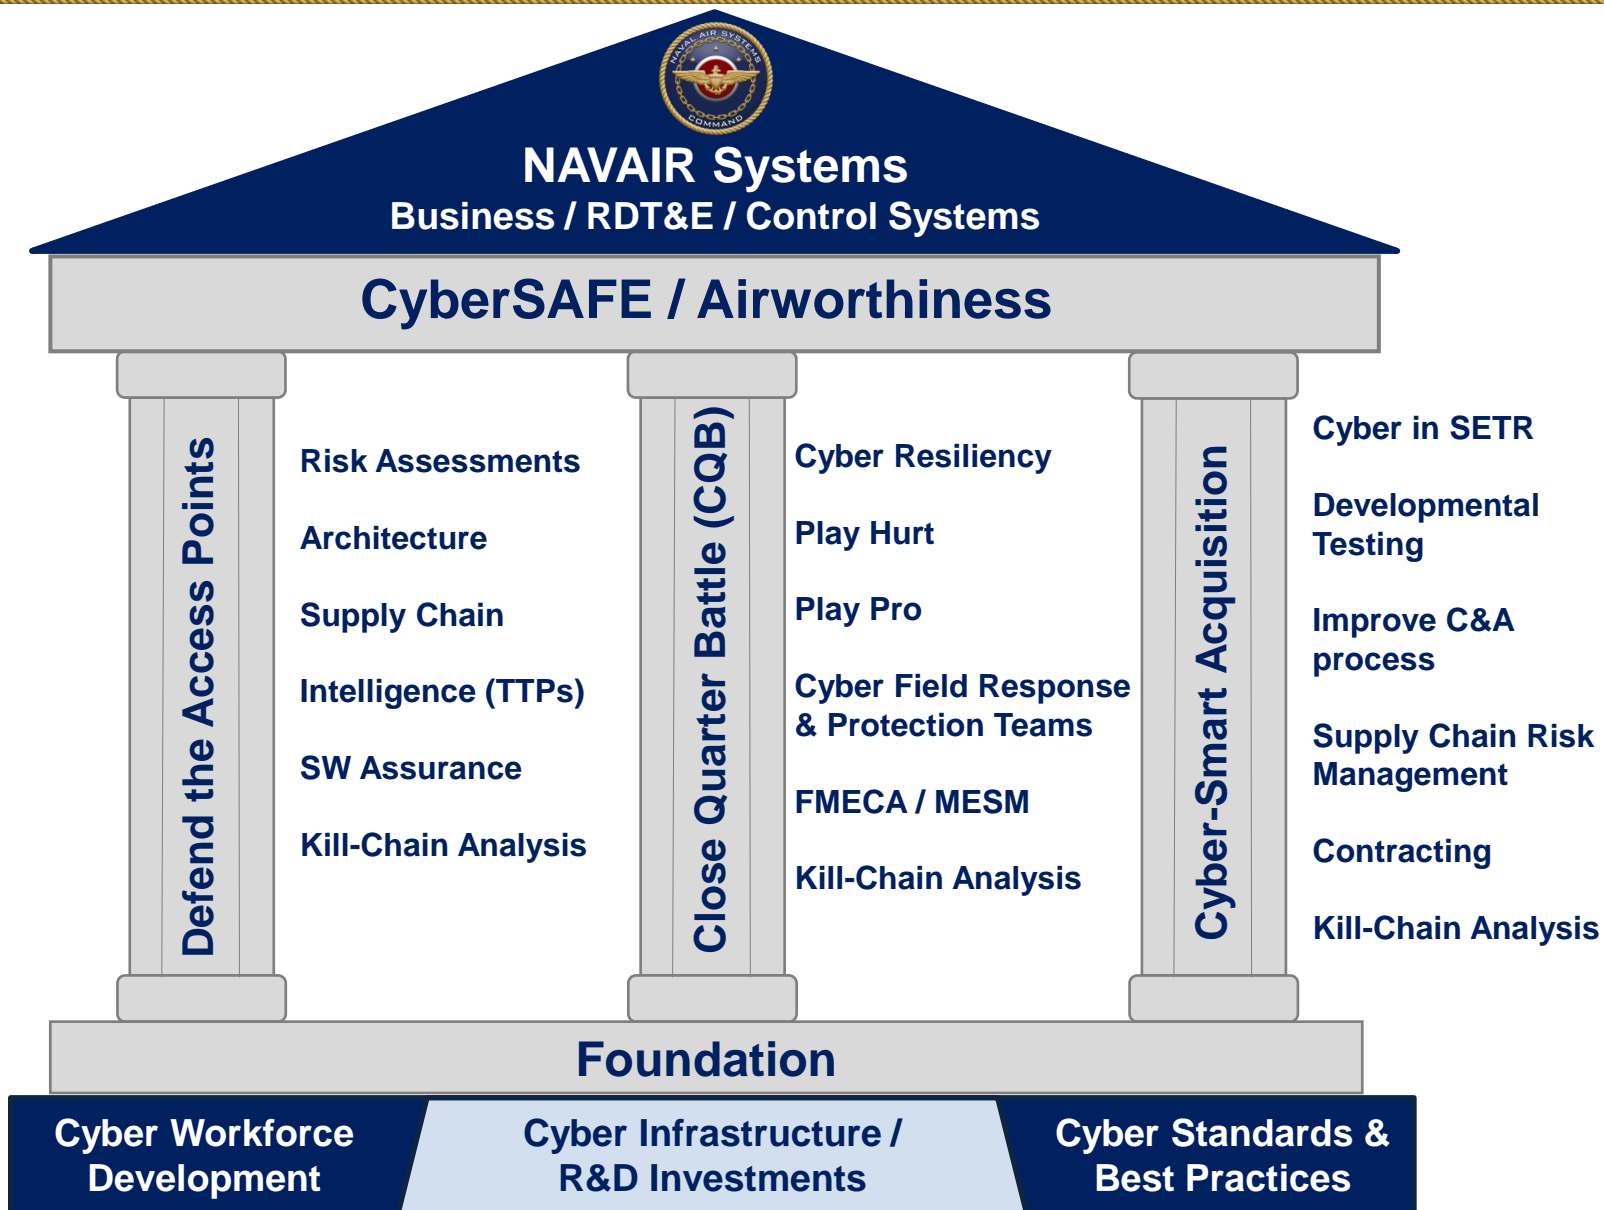 NAVAL AIR SYSTEMS
COMMAND
NAVAIR Systems
Business / RDT&E / Control Systems
CyberSAFE / Airworthiness
Defend the Access Points
Risk Assessments
Architecture
Supply Chain
Intelligence (TTPs)
SW Assurance
Kill-Chain Analysis
Close Quarter Battle (CQB)
Cyber Resiliency
Play Hurt
Play Pro
Cyber Field Response
& Protection Teams
FMECA / MESM
Kill-Chain Analysis
Cyber-Smart Acquisition
Cyber in SETR
Developmental
Testing
Improve C&A
process
Supply Chain Risk
Management
Contracting
Kill-Chain Analysis
Foundation
Cyber Workforce
Development
Cyber Infrastructure /
R&D Investments
Cyber Standards &
Best Practices